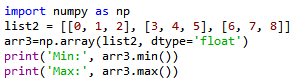 import numpy as np
list2 = [[0, 1, 2], [3, 4, 5], [6, 7, 8]]
arr3=np.array(list2, dtype='float')
print('Min:', arr3.min())
print('Max:', arr3.max())